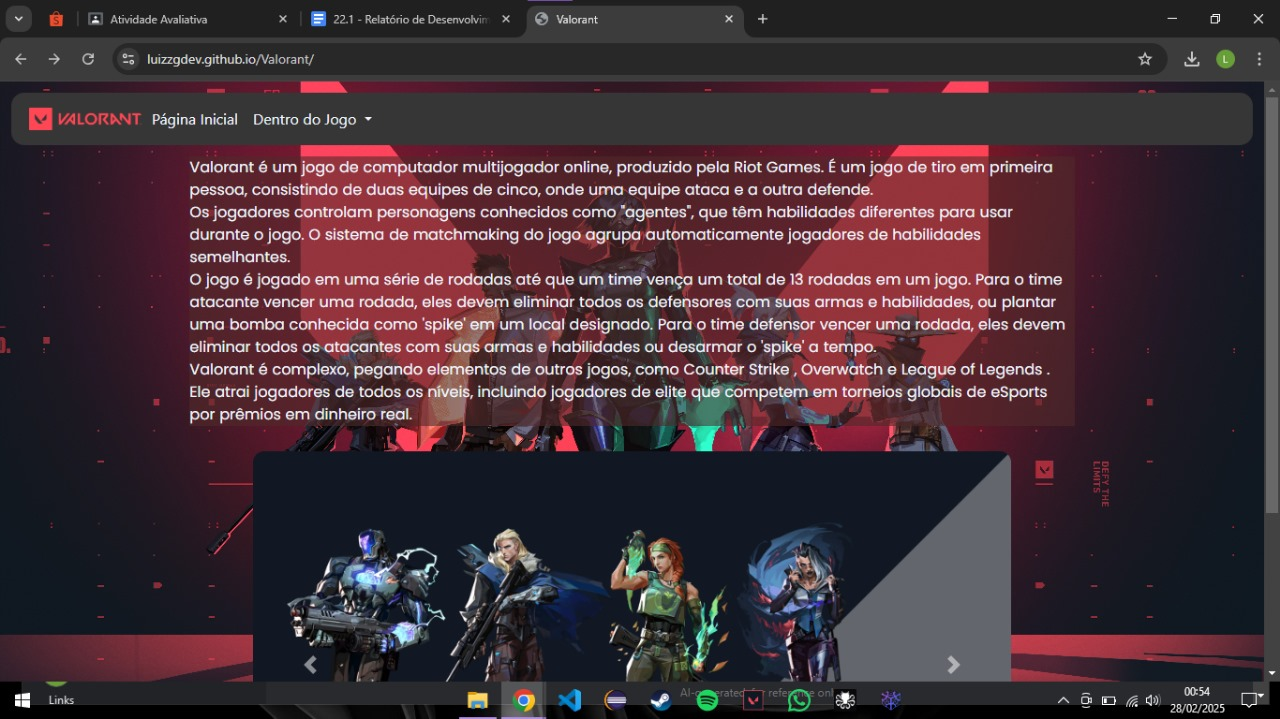 Atividade Avaliativa
22.1 - Relatório de Desenvolvim
Valorant
luizzgdev.github.io/Valorant/
L
VALORANT Página Inicial Dentro do Jogo
Valorant é um jogo de computador multijogador online, produzido pela Riot Games. É um jogo de tiro em primeira
pessoa, consistindo de duas equipes de cinco, onde uma equipe ataca e a outra defende.
Os jogadores controlam personagens conhecidos como "agentes", que têm habilidades diferentes para usar
durante o jogo. O sistema de matchmaking do jogo agrupa automaticamente jogadores de habilidades
semelhantes.
O jogo é jogado em uma série de rodadas até que um time vença um total de 13 rodadas em um jogo. Para o time
atacante vencer uma rodada, eles devem eliminar todos os defensores com suas armas e habilidades, ou plantar
uma bomba conhecida como 'spike' em um local designado. Para o time defensor vencer uma rodada, eles devem
eliminar todos os atacantes com suas armas e habilidades ou desarmar o 'spike' a tempo.
Valorant é complexo, pegando elementos de outros jogos, como Counter Strike , Overwatch e League of Legends .
Ele atrai jogadores de todos os níveis, incluindo jogadores de elite que competem em torneios globais de eSports
por prêmios em dinheiro real.
DEFY THE
LIMITS
Links
for reference onl
00:54
28/02/2025